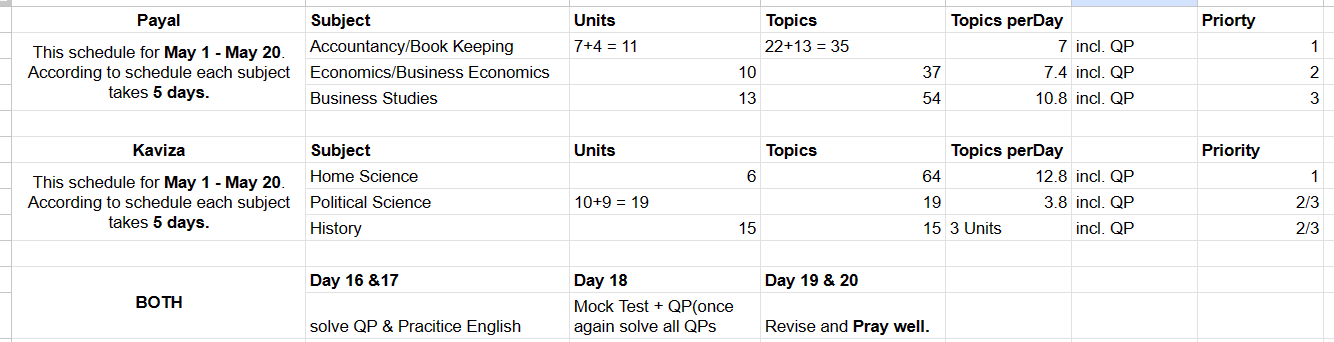 Payal Subject Units Topics Topics perDay Priorty
This schedule for May 1 - May 20.
According to schedule each subject
takes 5 days.
Accountancy/Book Keeping 7+4 = 11 22+13 = 35 7 incl. QP 1
Economics/Business Economics 10 37 7.4 incl. QP 2
Business Studies 13 54 10.8 incl. QP 3
Kaviza Subject Units Topics Topics perDay Priority
This schedule for May 1 - May 20.
According to schedule each subject
takes 5 days.
Home Science 6 64 12.8 incl. QP 1
Political Science 10+9 = 19 19 3.8 incl. QP 2/3
History 15 15 3 Units incl. QP 2/3
BOTH
Day 16 &17 Day 18 Day 19 & 20
solve QP & Pracitice English
Mock Test + QP(once
again solve all QPs
Revise and Pray well.